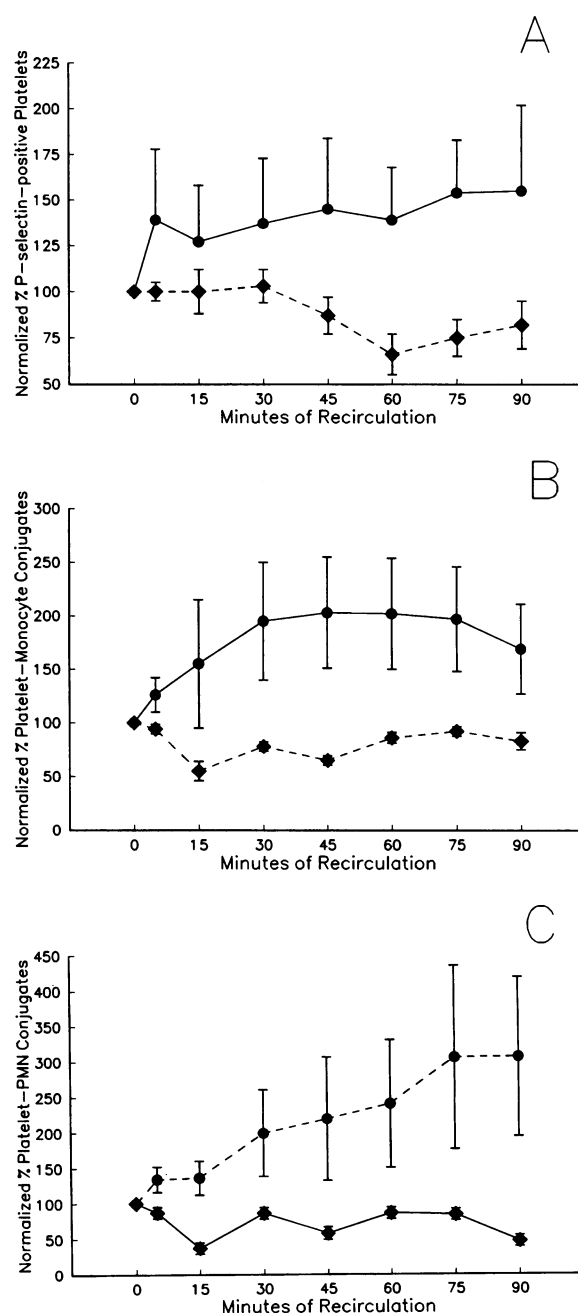 A
225
200
175
150
125
100
75
50
Normalized % P-selectin-positive Platelets
0 15 30 45 60 75 90
Minutes of Recirculation
B
300
250
200
150
100
50
0
Normalized % Platelet-Monocyte Conjugates
0 15 30 45 60 75 90
Minutes of Recirculation
C
450
400
350
300
250
200
150
100
50
0
Normalized % Platelet-PMN Conjugates
0 15 30 45 60 75 90
Minutes of Recirculation